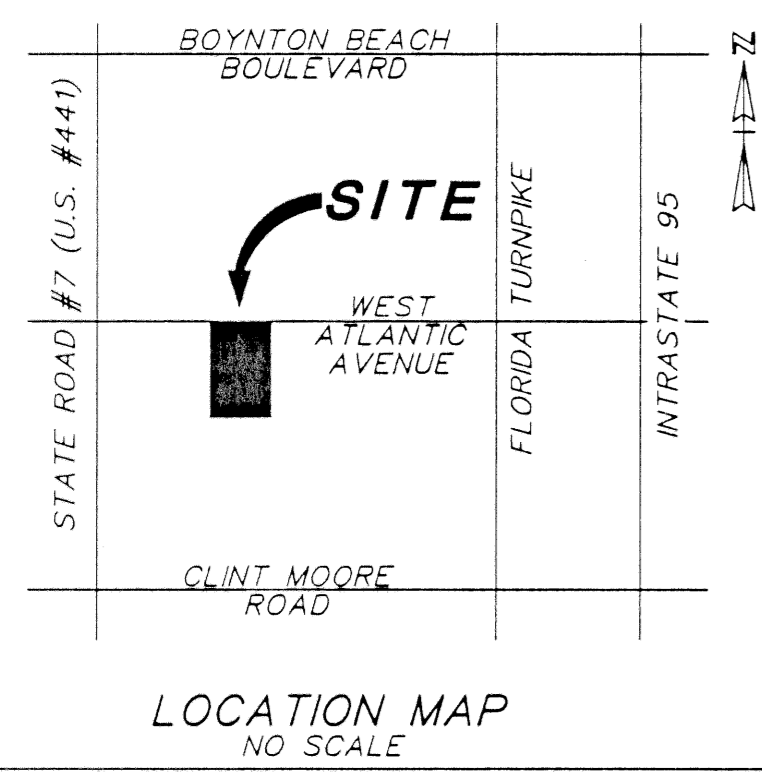 BOYNTON BEACH
BOULEVARD
N
STATE ROAD #7 (U.S. #441)
SITE
FLORIDA TURNPIKE
INTRASTATE 95
WEST
ATLANTIC
AVENUE
CLINT MOORE
ROAD
LOCATION MAP
NO SCALE